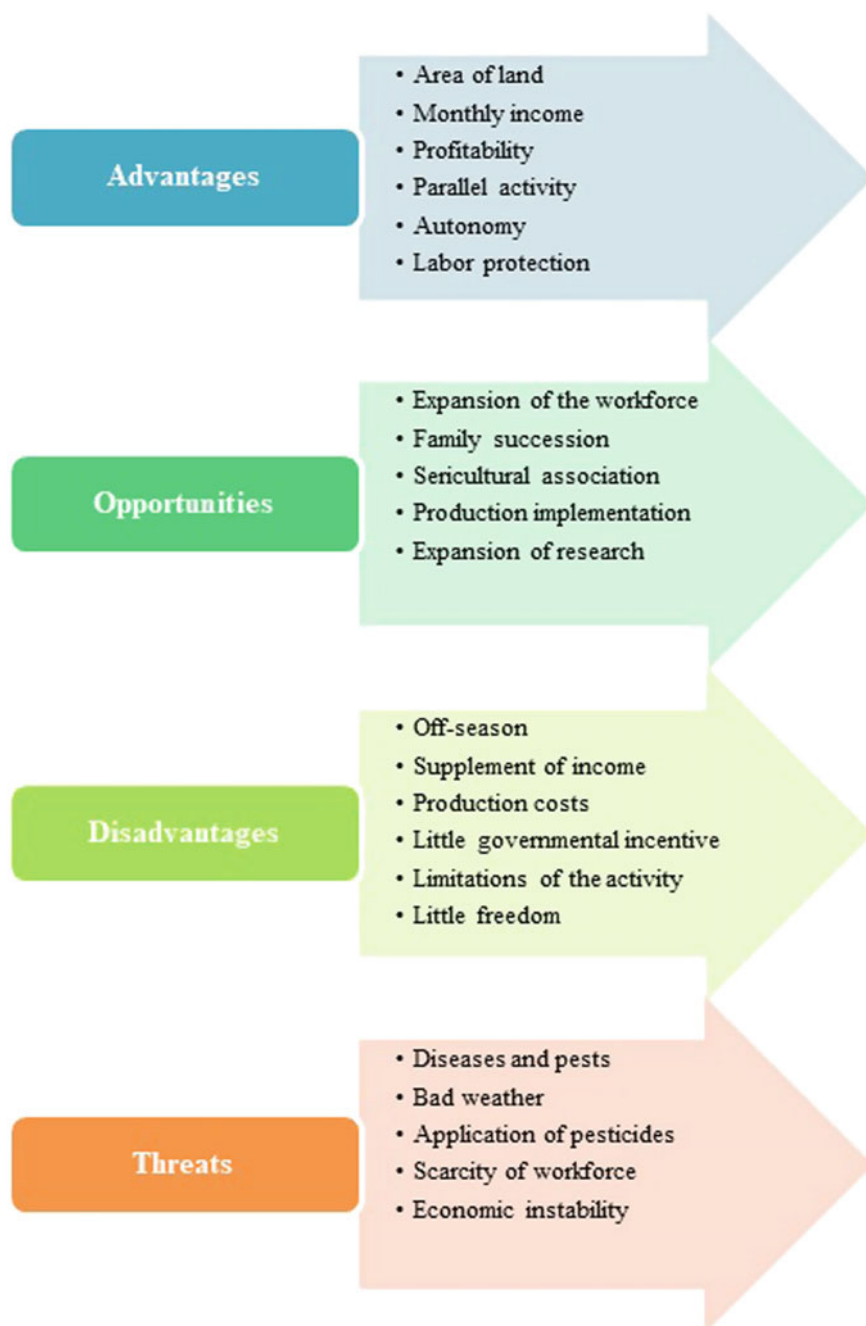 Advantages
• Area of land
• Monthly income
• Profitability
• Parallel activity
• Autonomy
• Labor protection
Opportunities
• Expansion of the workforce
• Family succession
• Sericultural association
• Production implementation
• Expansion of research
Disadvantages
• Off-season
• Supplement of income
• Production costs
• Little governmental incentive
• Limitations of the activity
• Little freedom
Threats
• Diseases and pests
• Bad weather
• Application of pesticides
• Scarcity of workforce
• Economic instability